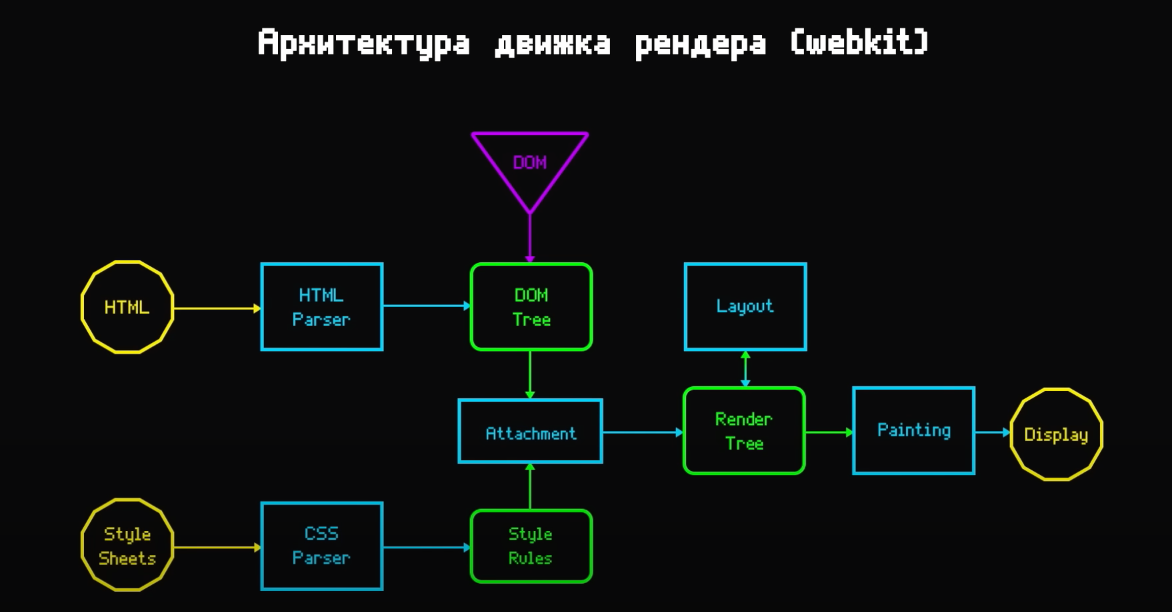 Архитектура движка рендера (webkit)
DOM
HTML
HTML
Parser
DOM
Tree
Layout
Attachment
Render
Tree
Painting
Display
Style
Sheets
CSS
Parser
Style
Rules